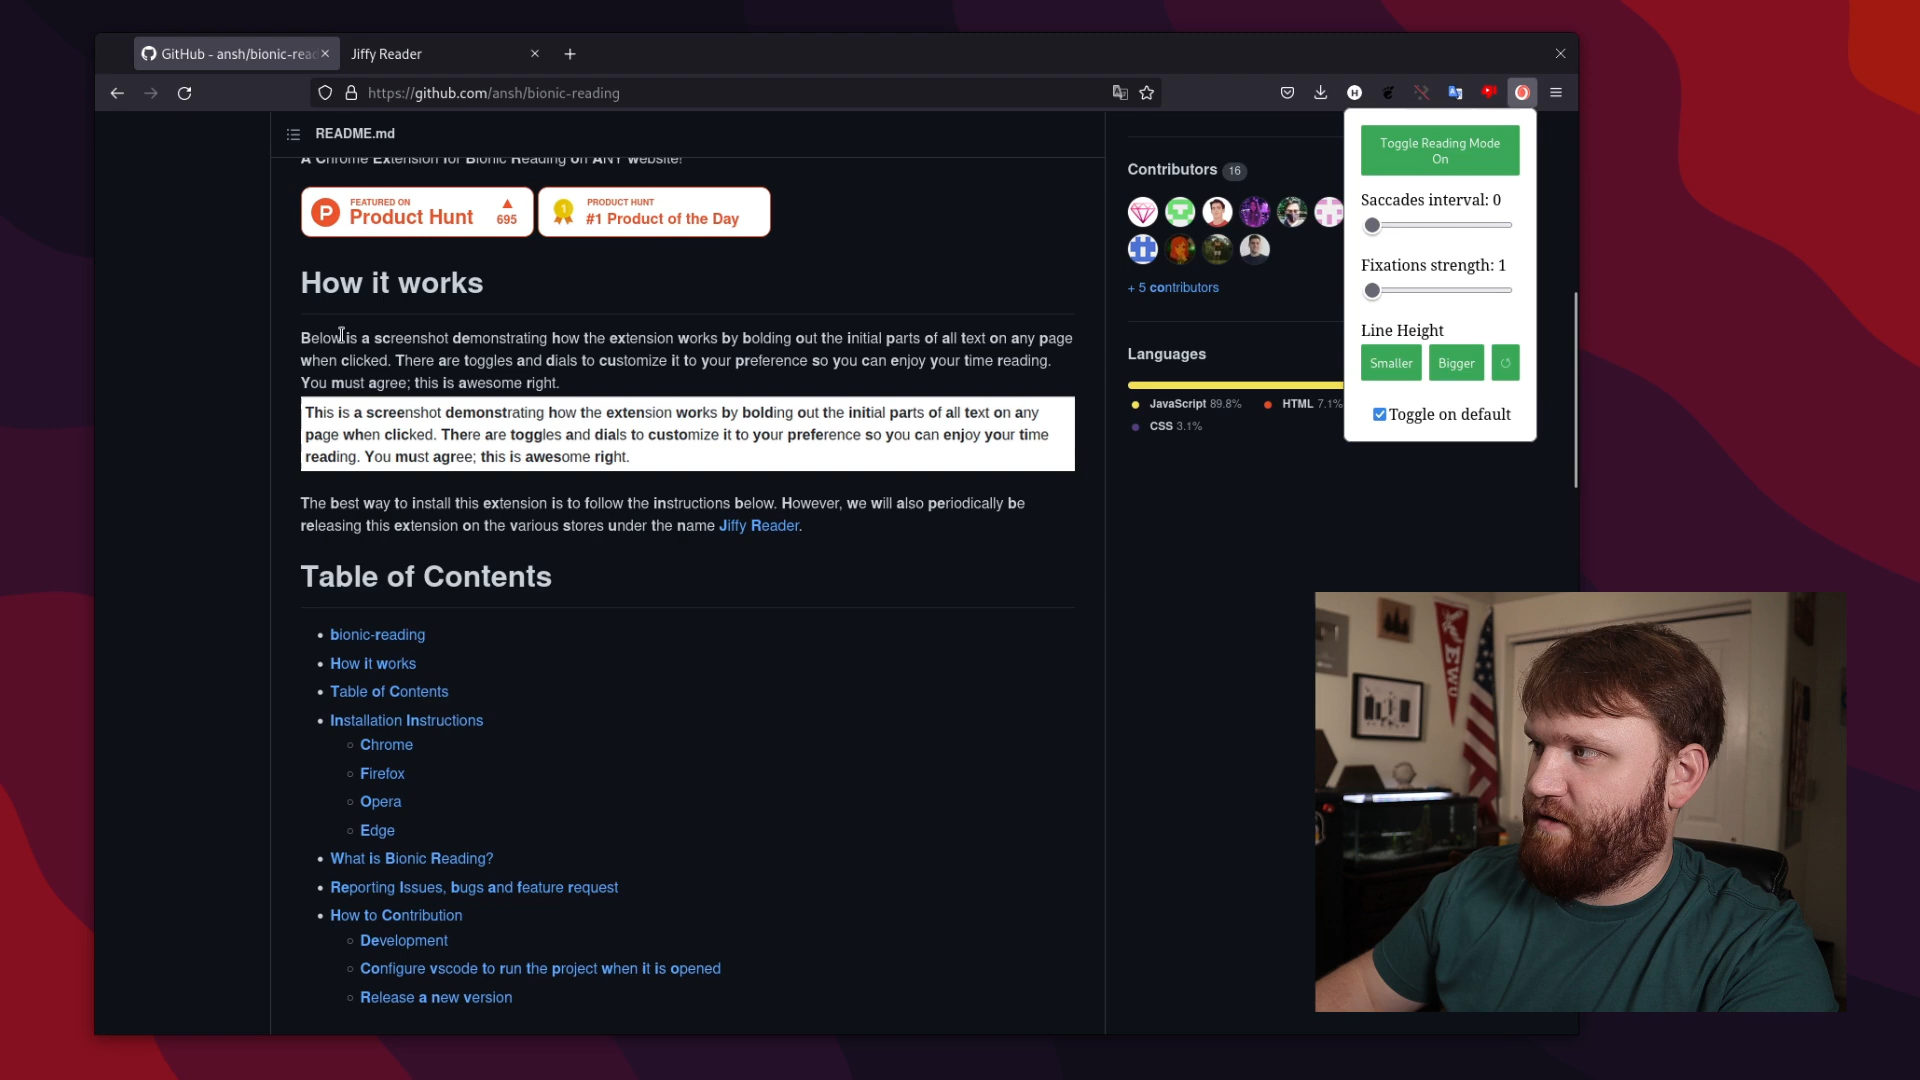 GitHub - ansh/bionic-read
Jiffy Reader
https://github.com/ansh/bionic-reading
README.md
A Chrome Extension for Bionic Reading on ANY website!
FEATURED ON
Product Hunt
695
1
PRODUCT HUNT
#1 Product of the Day
How it works
Below is a screenshot demonstrating how the extension works by bolding out the initial parts of all text on any page
when clicked. There are toggles and dials to customize it to your preference so you can enjoy your time reading.
You must agree; this is awesome right.
This is a screenshot demonstrating how the extension works by bolding out the initial parts of all text on any
page when clicked. There are toggles and dials to customize it to your preference so you can enjoy your time
reading. You must agree; this is awesome right.
The best way to install this extension is to follow the instructions below. However, we will also periodically be
releasing this extension on the various stores under the name Jiffy Reader.
Table of Contents
bionic-reading
How it works
Table of Contents
Installation Instructions
Chrome
Firefox
Opera
Edge
What is Bionic Reading?
Reporting Issues, bugs and feature request
How to Contribution
Development
Configure vscode to run the project when it is opened
Release a new version
Contributors 16
+ 5 contributors
Languages
JavaScript 89.8%
HTML 7.1%
CSS 3.1%
Toggle Reading Mode
On
Saccades interval: 0
Fixations strength: 1
Line Height
Smaller
Bigger
Toggle on default
EWU